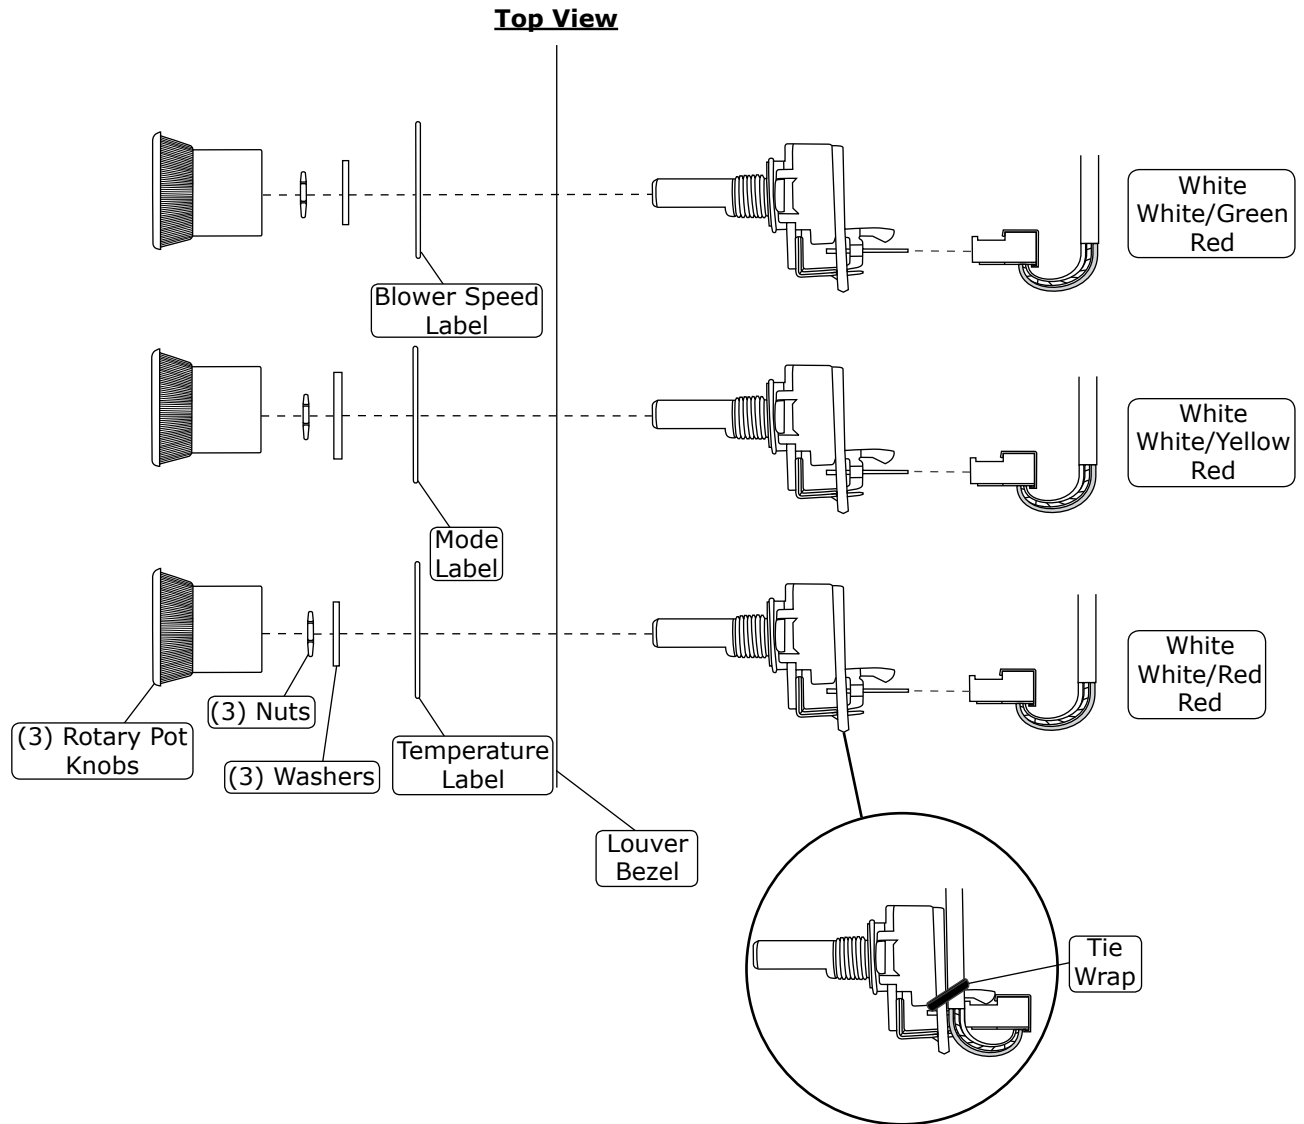 Top View
White
White/Green
Red
Blower Speed
Label
White
White/Yellow
Red
Mode
Label
White
White/Red
Red
(3) Nuts
(3) Rotary Pot
Knobs
(3) Washers
Temperature
Label
Louver
Bezel
Tie
Wrap